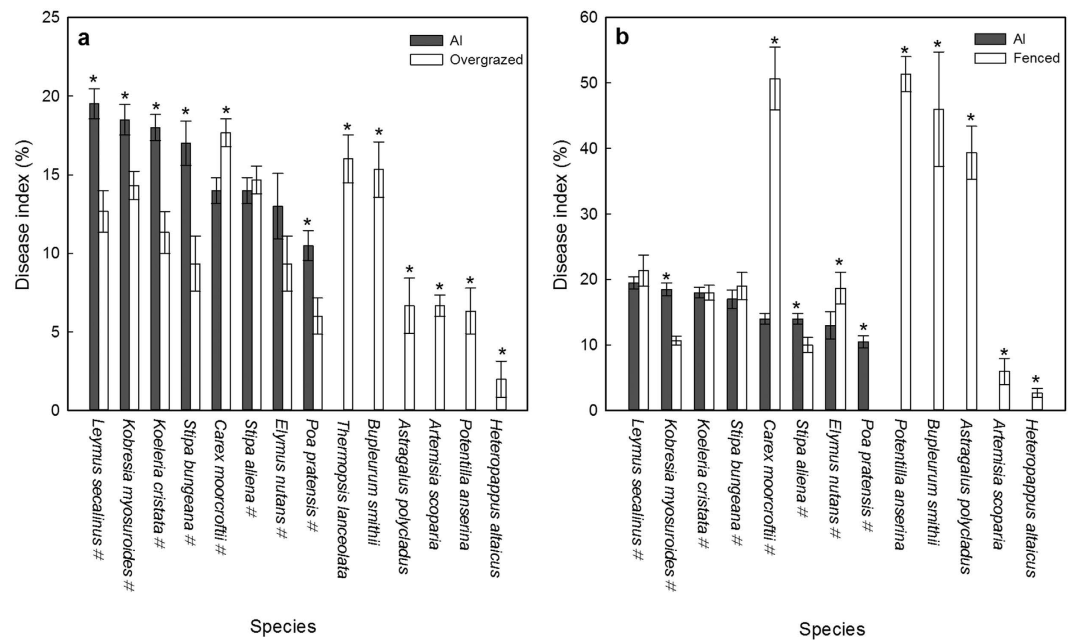 a
AI
Overgrazed
25
20
15
10
5
0
Disease index (%)
* * * * * * * * * * * * *
Leymus secalinus #
Kobresia myosuroides #
Koeleria cristata #
Stipa bungeana #
Carex moorcroftii #
Stipa aliena #
Elymus nutans #
Poa pratensis #
Thermopsis lanceolata
Bupleurum smithii
Astragalus polycladus
Artemisia scoparia
Potentilla anserina
Heteropappus altaicus
Species
b
AI
Fenced
60
50
40
30
20
10
0
Disease index (%)
* * * * * * * * * *
Leymus secalinus #
Kobresia myosuroides #
Koeleria cristata #
Stipa bungeana #
Carex moorcroftii #
Stipa aliena #
Elymus nutans #
Poa pratensis #
Potentilla anserina
Bupleurum smithii
Astragalus polycladus
Artemisia scoparia
Heteropappus altaicus
Species